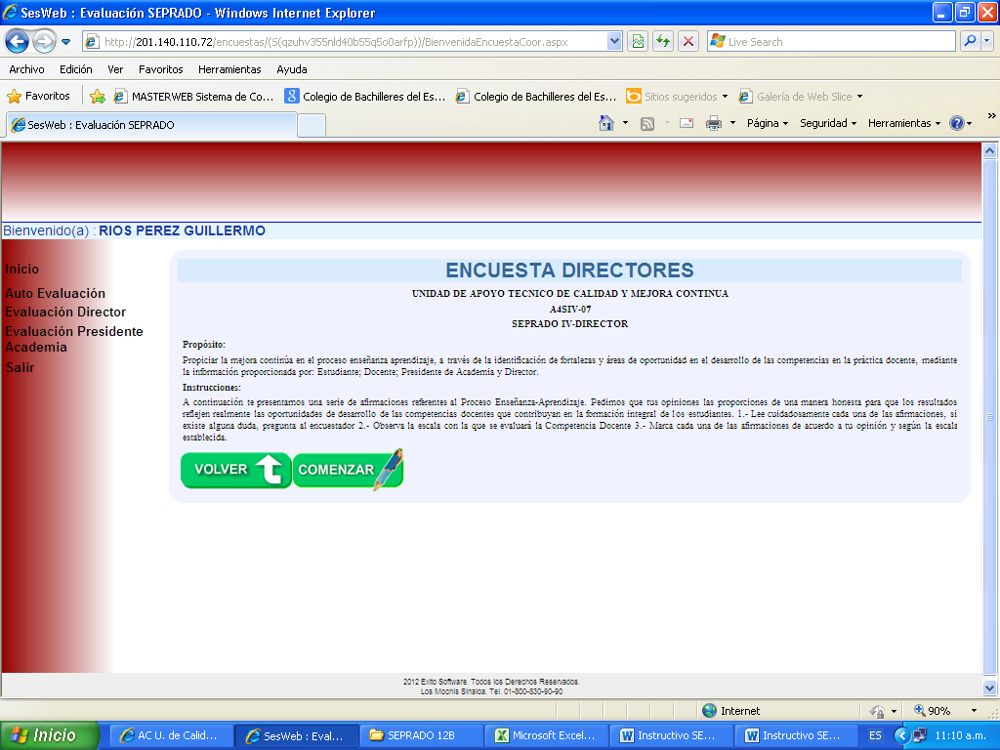 SesWeb : Evaluación SEPRADO - Windows Internet Explorer
http://201.140.110.72/encuestas/(S(qzuhv355nld40b55q5o0arfp))/BienvenidaEncuestaCoor.aspx
Live Search
Archivo Edición Ver Favoritos Herramientas Ayuda
Favoritos MASTERWEB Sistema de Co... Colegio de Bachilleres del Es... Colegio de Bachilleres del Es... Sitios sugeridos Galería de Web Slice
SesWeb : Evaluación SEPRADO
Página Seguridad Herramientas »
Bienvenido(a) : RIOS PEREZ GUILLERMO
Inicio
Auto Evaluación
Evaluación Director
Evaluación Presidente
Academia
Salir
ENCUESTA DIRECTORES
UNIDAD DE APOYO TECNICO DE CALIDAD Y MEJORA CONTINUA
A4SIV-07
SEPRADO IV-DIRECTOR
Propósito:
Propiciar la mejora continúa en el proceso enseñanza aprendizaje, a través de la identificación de fortalezas y áreas de oportunidad en el desarrollo de las competencias en la práctica docente, mediante
la información proporcionada por: Estudiante; Docente; Presidente de Academia y Director.
Instrucciones:
A continuación te presentamos una serie de afirmaciones referentes al Proceso Enseñanza-Aprendizaje. Pedimos que tus opiniones las proporciones de una manera honesta para que los resultados
reflejen realmente las oportunidades de desarrollo de las competencias docentes que contribuyan en la formación integral de los estudiantes. 1.- Lee cuidadosamente cada una de las afirmaciones, si
existe alguna duda, pregunta al encuestador 2.- Observa la escala con la que se evaluará la Competencia Docente 3.- Marca cada una de las afirmaciones de acuerdo a tu opinión y según la escala
establecida.
VOLVER COMENZAR
2012 Exito Software. Todos los Derechos Reservados.
Los Mochis Sinaloa. Tel. 01-800-830-90-90
Internet 90%
Inicio AC U. de Calid... SesWeb : Eval... SEPRADO 12B Microsoft Excel... Instructivo SE... Instructivo SE... ES 11:10 a.m.